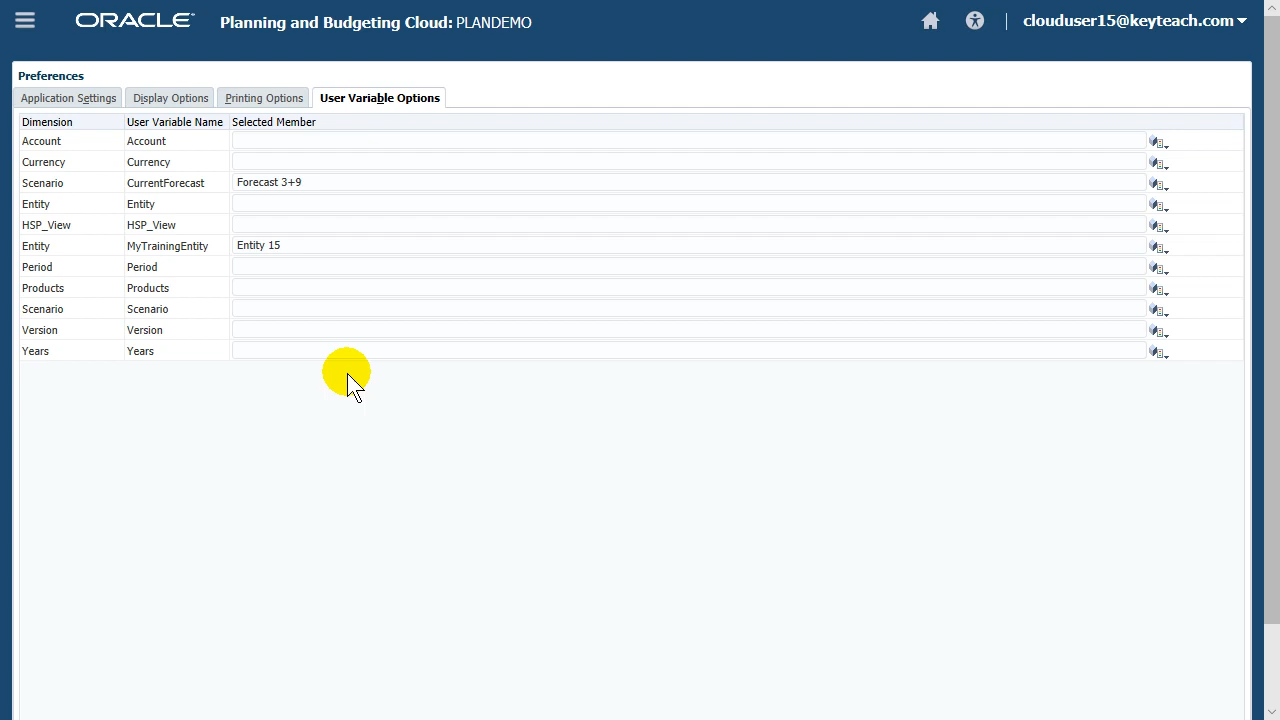 ORACLE Planning and Budgeting Cloud: PLANDEMO clouduser15@keyteach.com
Preferences
Application Settings Display Options Printing Options User Variable Options
Dimension User Variable Name Selected Member
Account Account
Currency Currency
Scenario CurrentForecast Forecast 3+9
Entity Entity
HSP_View HSP_View
Entity MyTrainingEntity Entity 15
Period Period
Products Products
Scenario Scenario
Version Version
Years Years